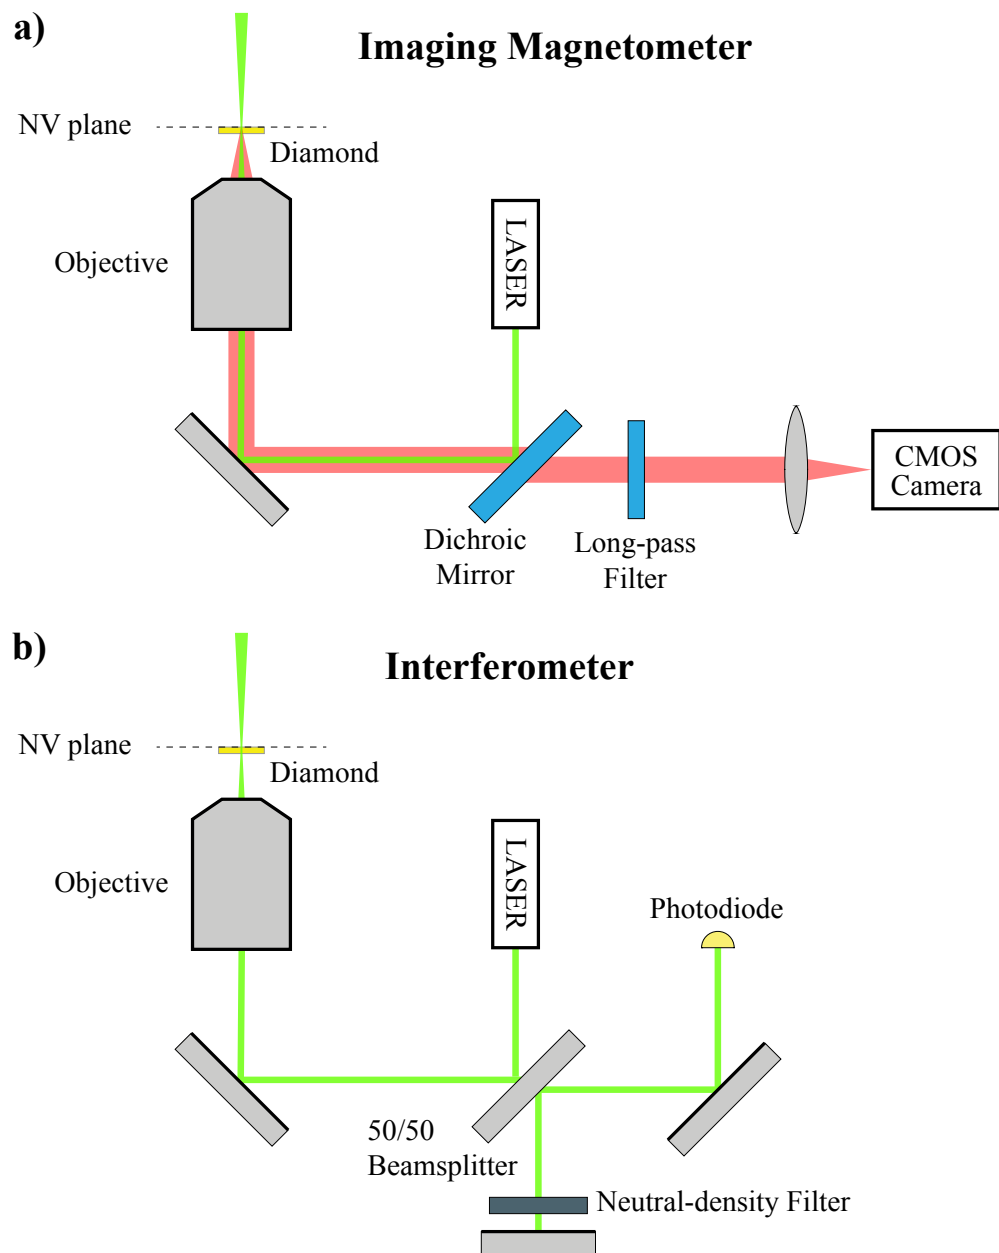 a)
Imaging Magnetometer
NV plane
Diamond
Objective
LASER
CMOS
Camera
Dichroic
Mirror
Long-pass
Filter
b)
Interferometer
NV plane
Diamond
Objective
LASER
Photodiode
50/50
Beamsplitter
Neutral-density Filter